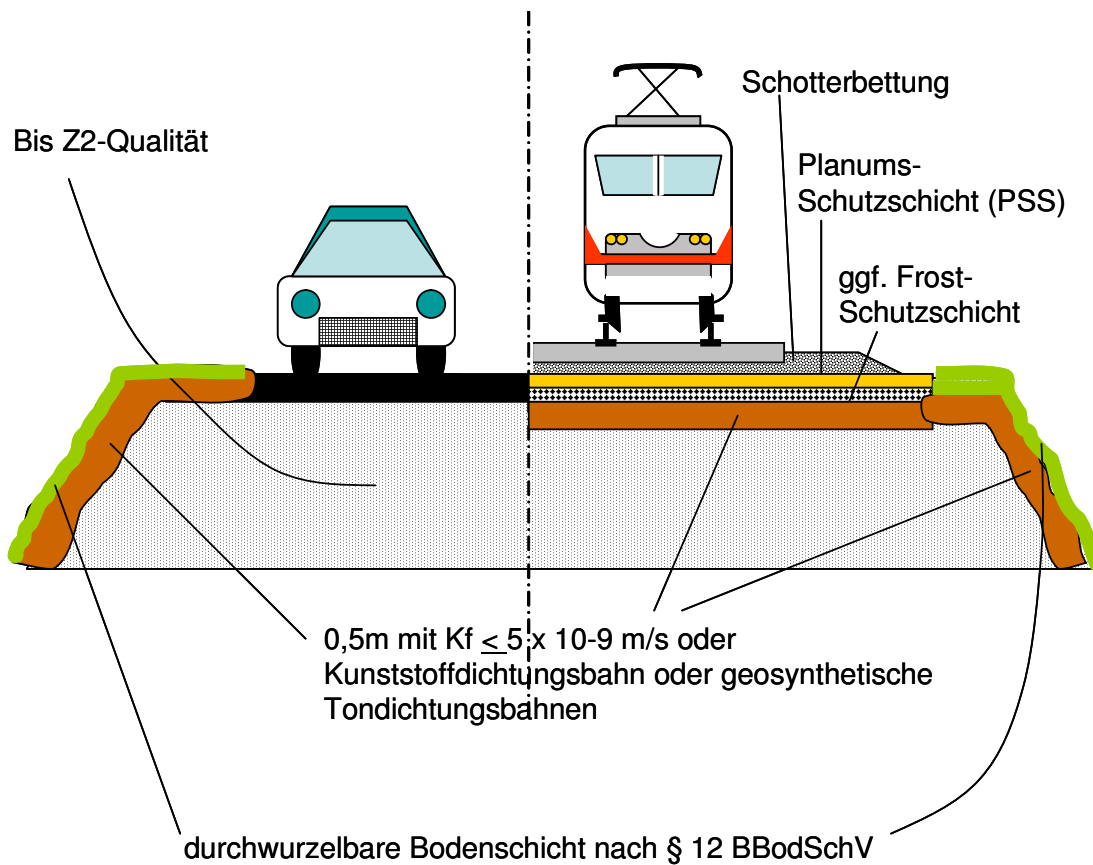 Schotterbettung
Bis Z2-Qualität
Planums-
Schutzschicht (PSS)
ggf. Frost-
Schutzschicht
0,5m mit Kf < 5 x 10-9 m/s oder
Kunststoffdichtungsbahn oder geosynthetische
Tondichtungsbahnen
durchwurzelbare Bodenschicht nach § 12 BBodSchV